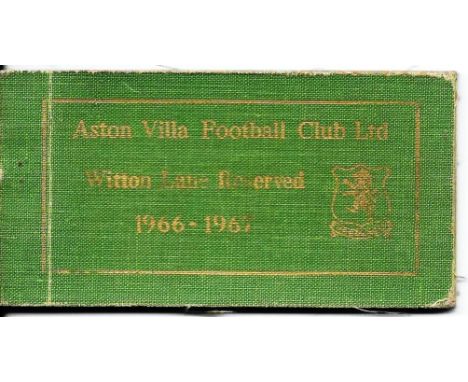 Aston Villa Football Club Ltd
Witton Lane Reserved
1966-1967